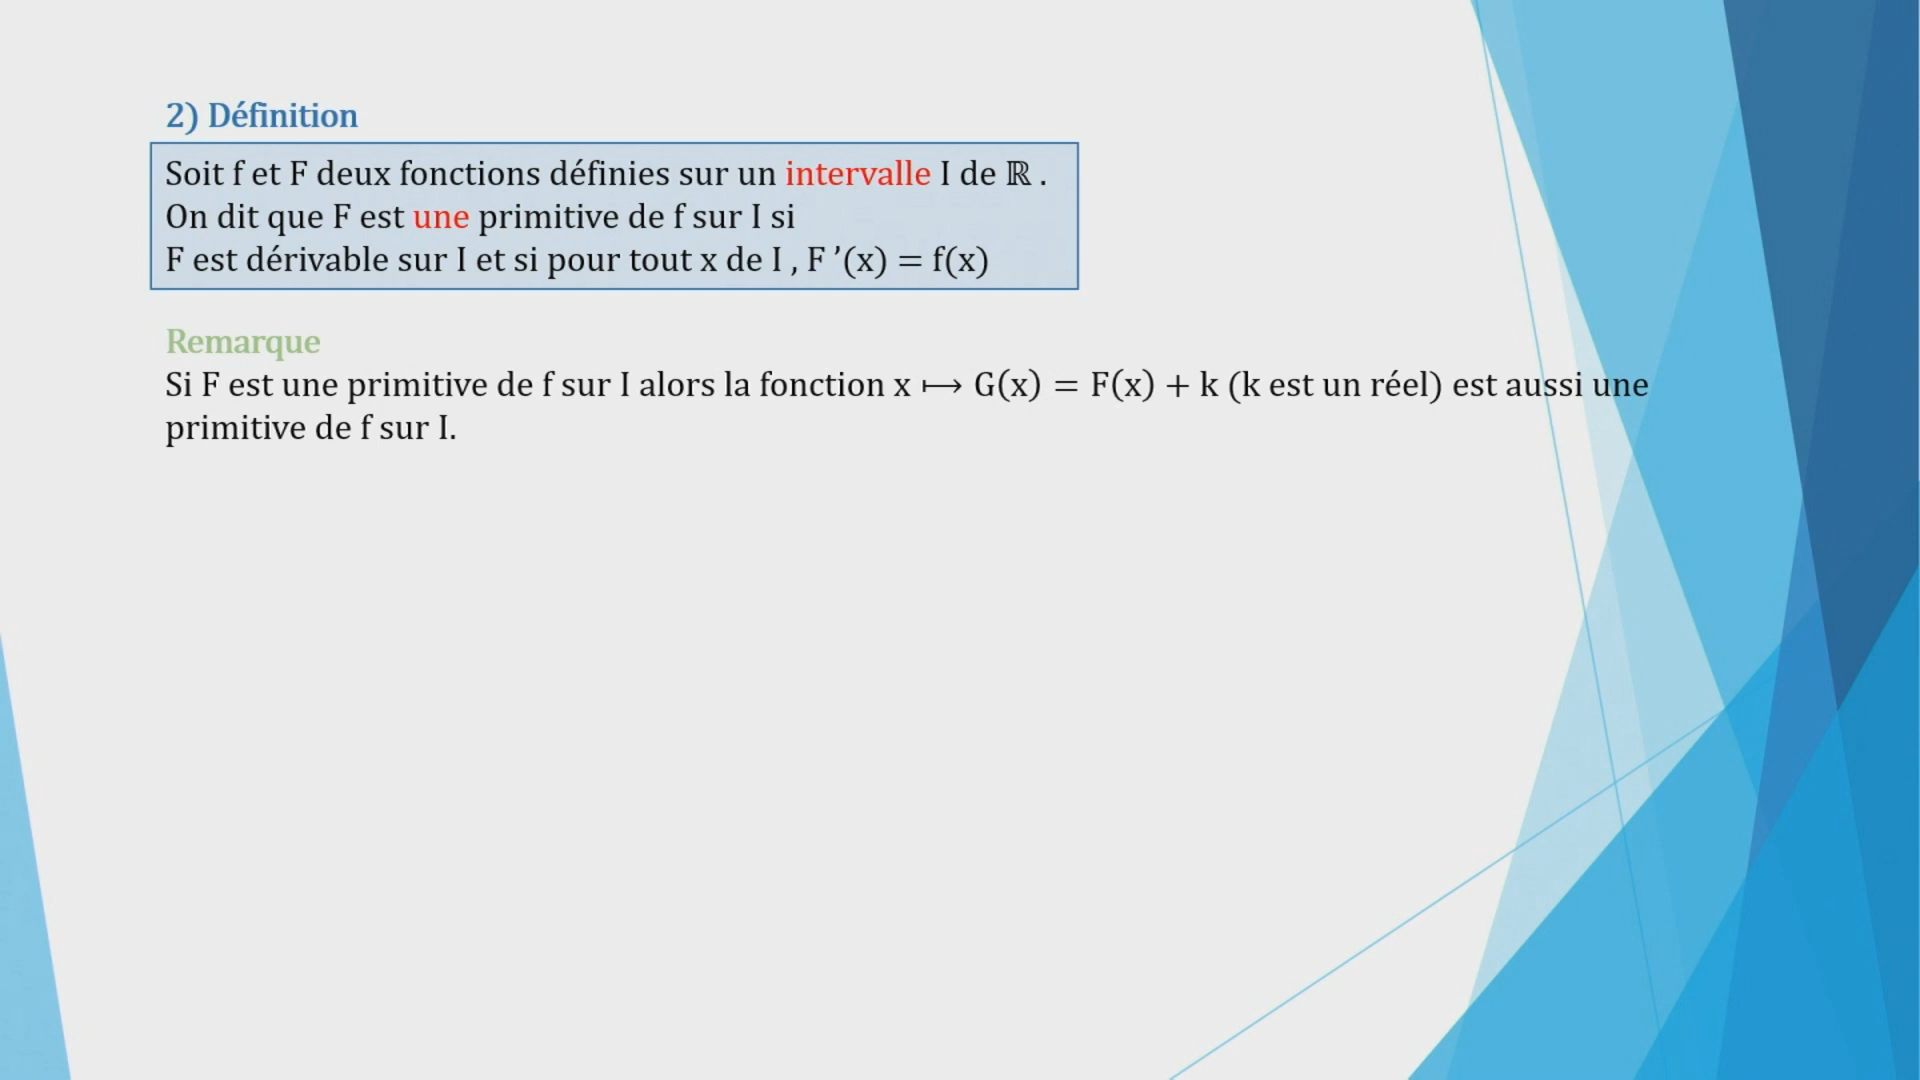 2) Définition
Soit f et F deux fonctions définies sur un intervalle I de ℝ .
On dit que F est une primitive de f sur I si
F est dérivable sur I et si pour tout x de I , F ’(x) = f(x)
Remarque
Si F est une primitive de f sur I alors la fonction x ⟼ G(x) = F(x) + k (k est un réel) est aussi une
primitive de f sur I.